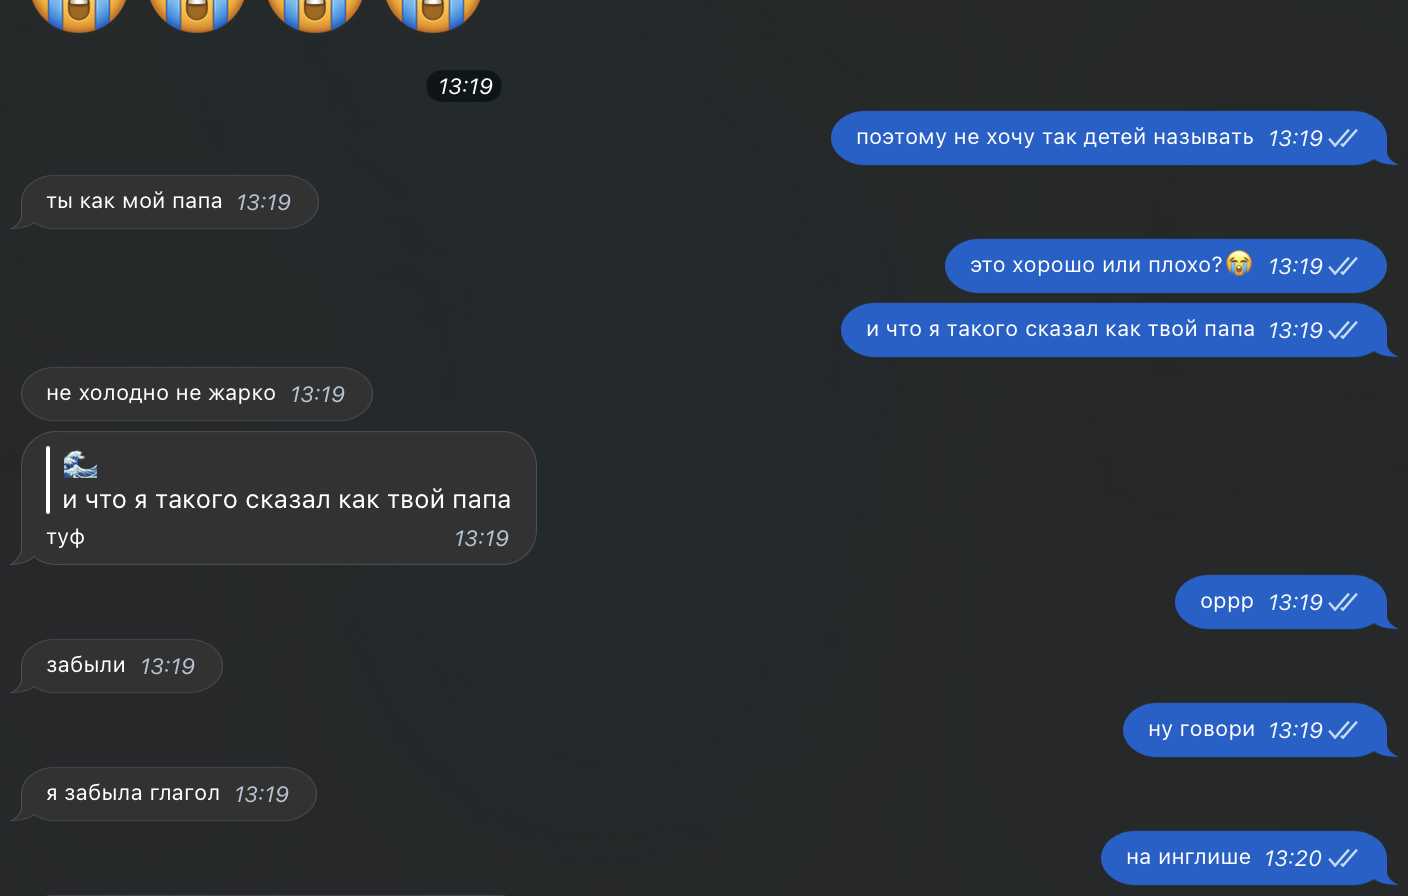 13:19
поэтому не хочу так детей называть 13:19
ты как мой папа 13:19
это хорошо или плохо?😭 13:19
и что я такого сказал как твой папа 13:19
не холодно не жарко 13:19
🌊
и что я такого сказал как твой папа
туф 13:19
оррр 13:19
забыли 13:19
ну говори 13:19
я забыла глагол 13:19
на инглише 13:20